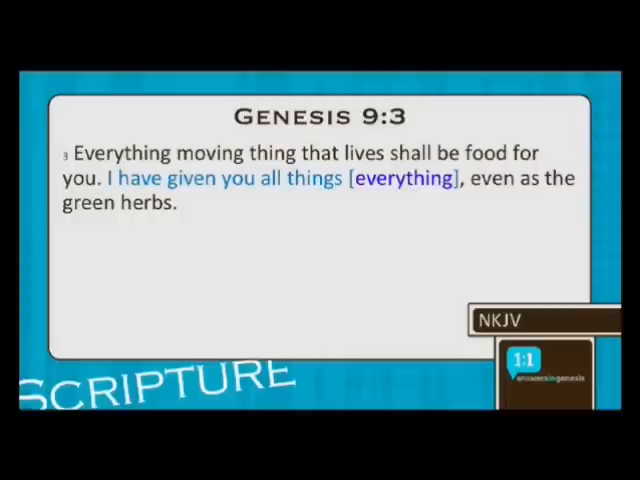 GENESIS 9:3
3 Everything moving thing that lives shall be food for
you. I have given you all things [everything], even as the
green herbs.
NKJV
1:1
answersingenesis
SCRIPTURE